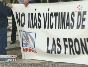 ¡NO MÁS VÍCTIMAS DE
LAS FRONT